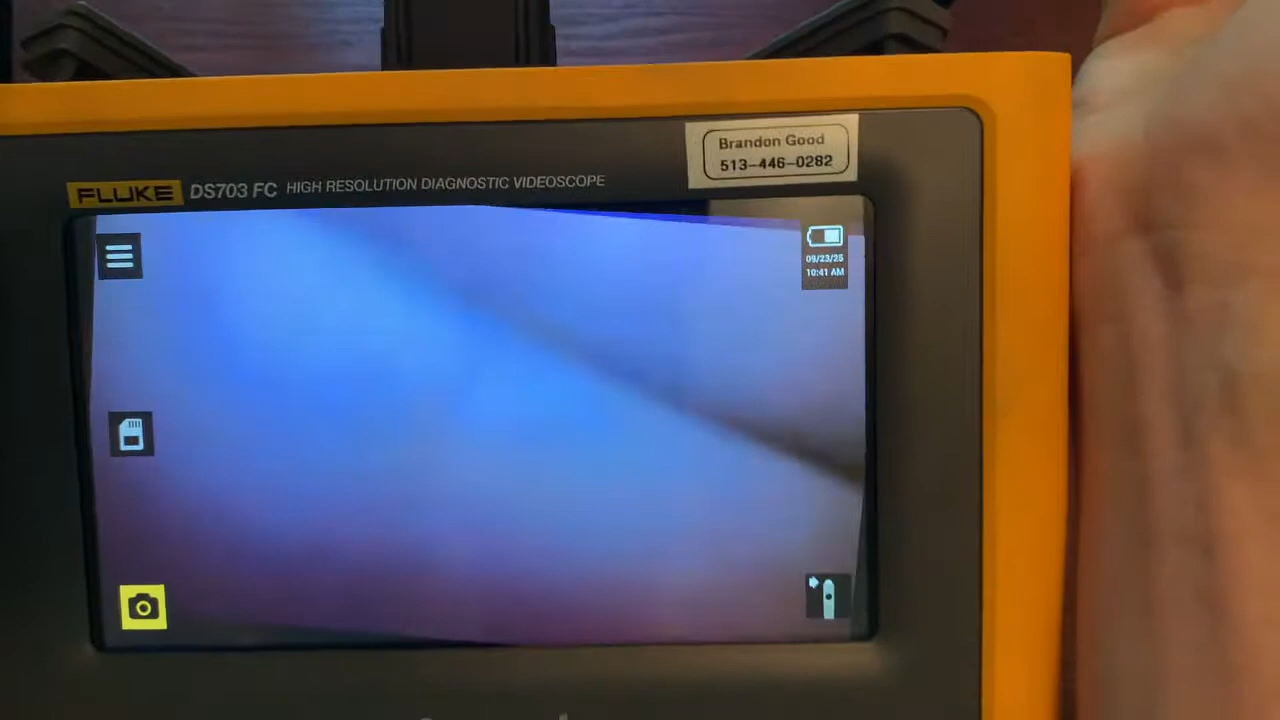 Brandon Good
513-446-0282
FLUKE DS703 FC HIGH RESOLUTION DIAGNOSTIC VIDEOSCOPE
09/23/25
10:41 AM